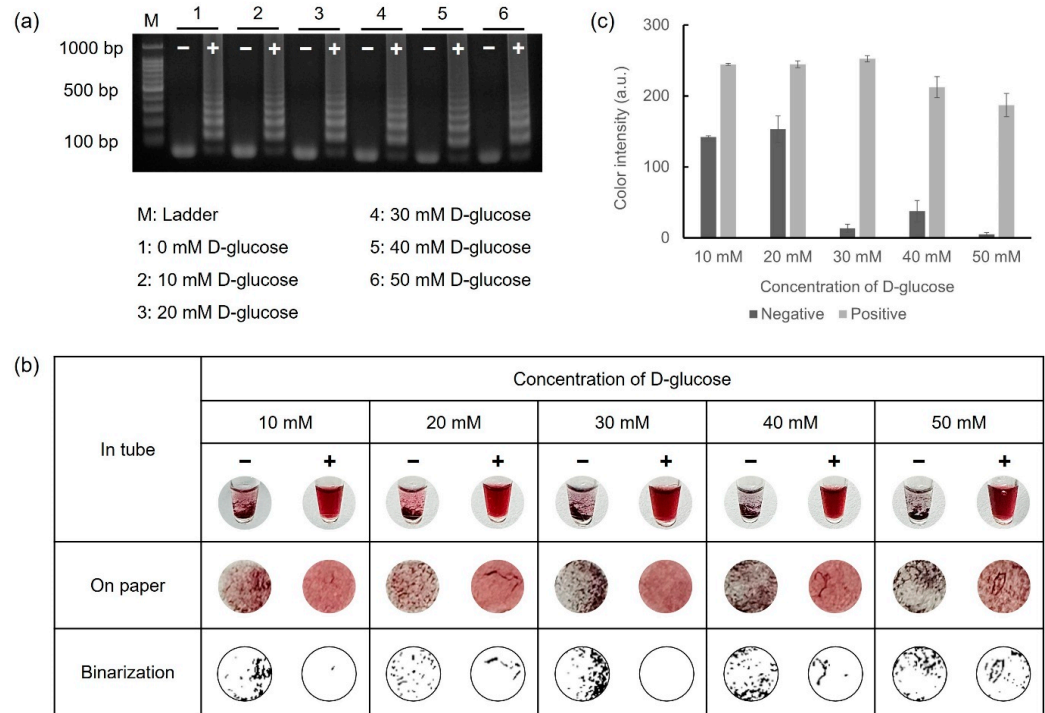 (a)
M 1 2 3 4 5 6
− + − + − + − + − + − +
1000 bp
500 bp
100 bp
M: Ladder
1: 0 mM D-glucose
2: 10 mM D-glucose
3: 20 mM D-glucose
4: 30 mM D-glucose
5: 40 mM D-glucose
6: 50 mM D-glucose
(c)
Color intensity (a.u.)
300
200
100
0
10 mM 20 mM 30 mM 40 mM 50 mM
Concentration of D-glucose
Negative Positive
(b)
In tube
Concentration of D-glucose
10 mM 20 mM 30 mM 40 mM 50 mM
− + − + − + − + − +
On paper
Binarization